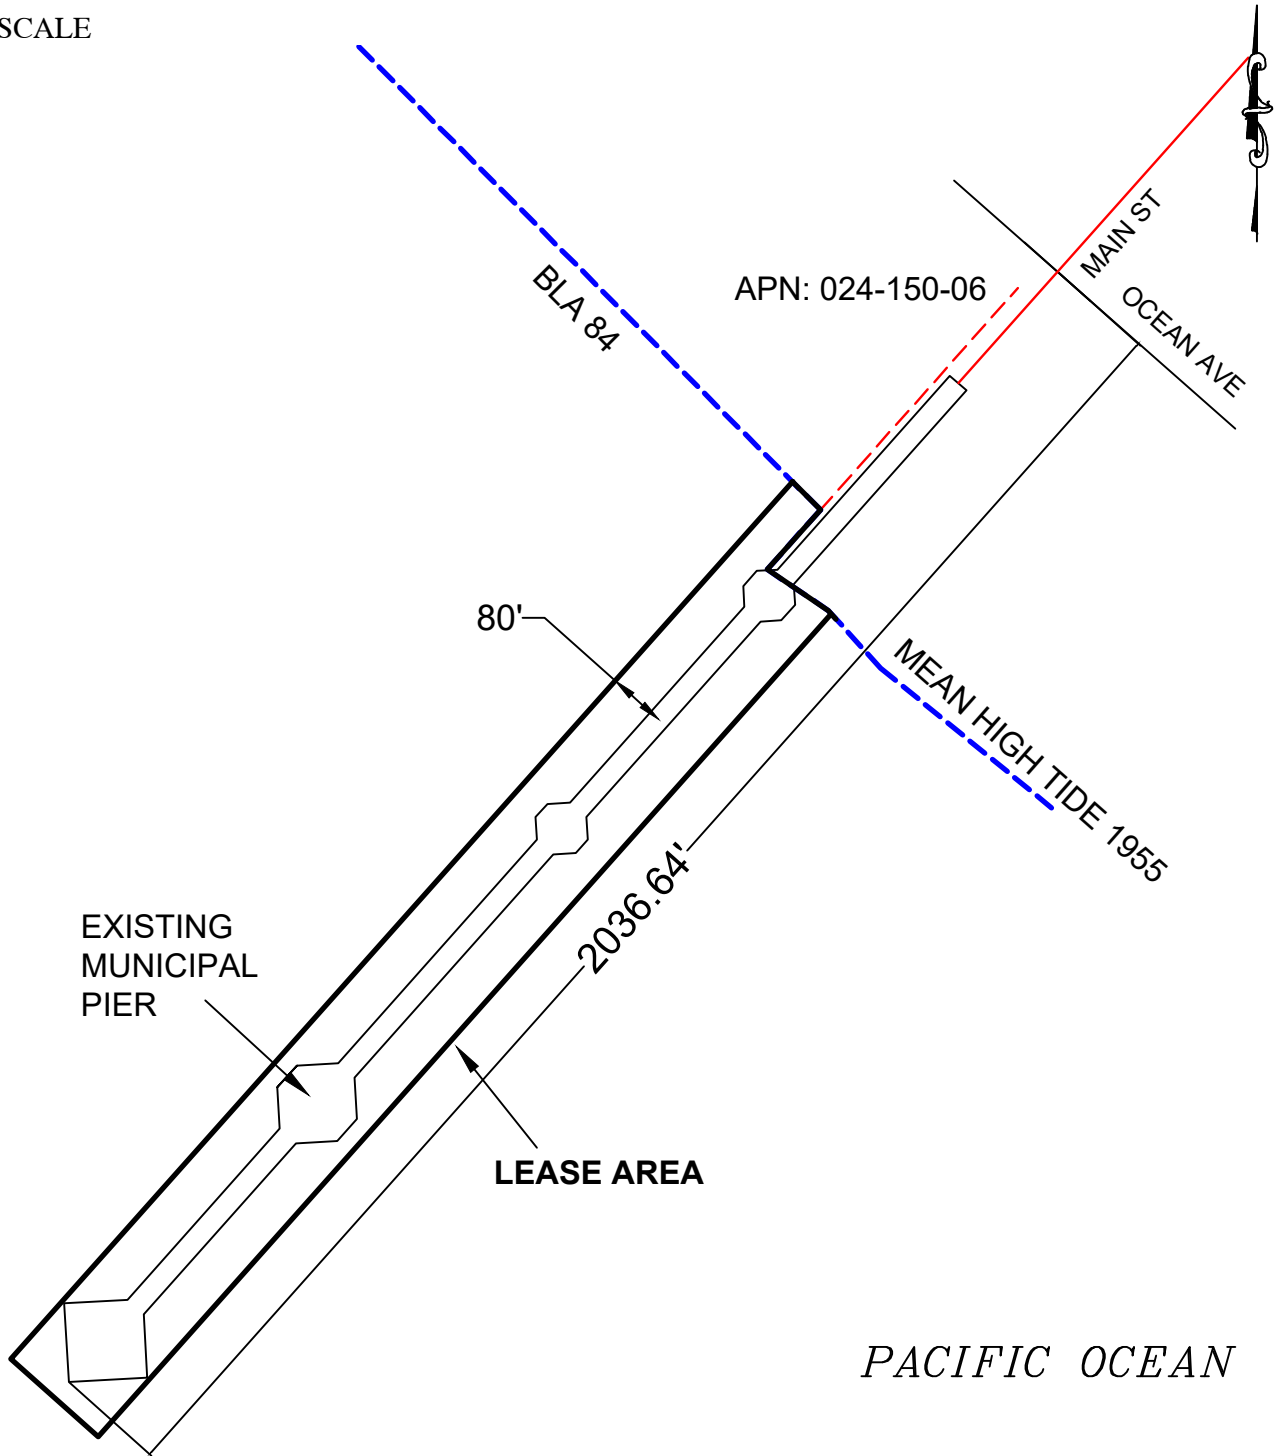 SCALE
MAIN ST
APN: 024-150-06
BLA 84
OCEAN AVE
80'
MEAN HIGH TIDE 1955
2036.64'
EXISTING
MUNICIPAL
PIER
LEASE AREA
PACIFIC OCEAN